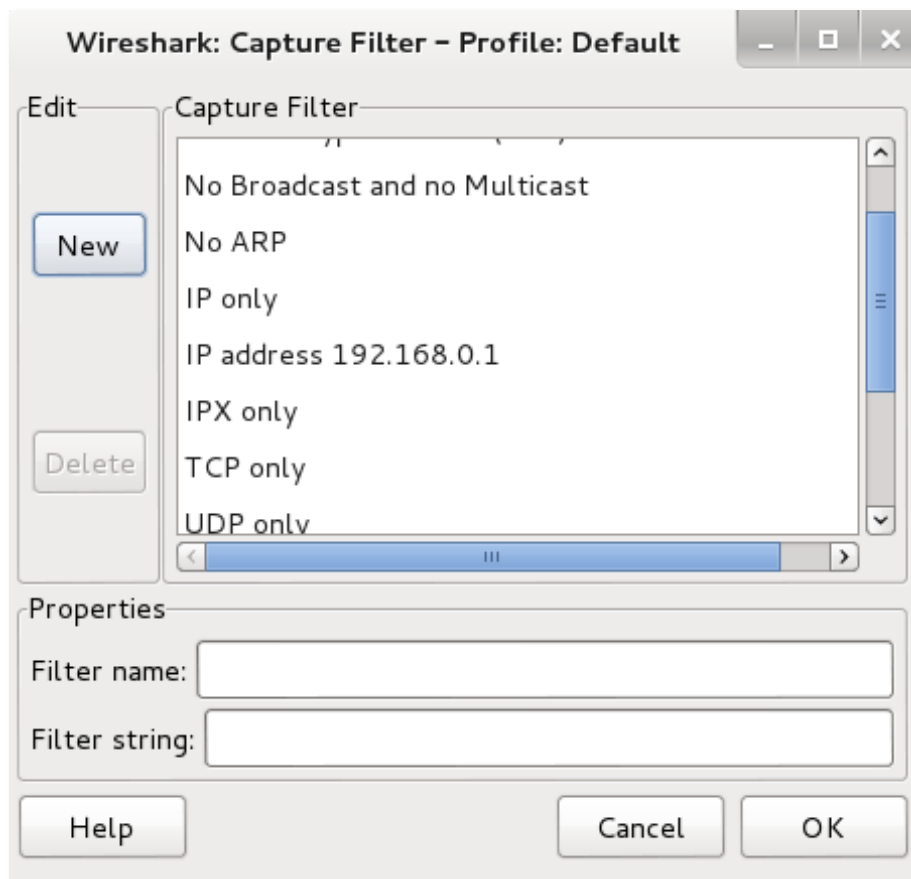 Wireshark: Capture Filter – Profile: Default
Edit
Capture Filter
No Broadcast and no Multicast
New
No ARP
IP only
IP address 192.168.0.1
IPX only
Delete
TCP only
UDP only
Properties
Filter name:
Filter string:
Help
Cancel
OK